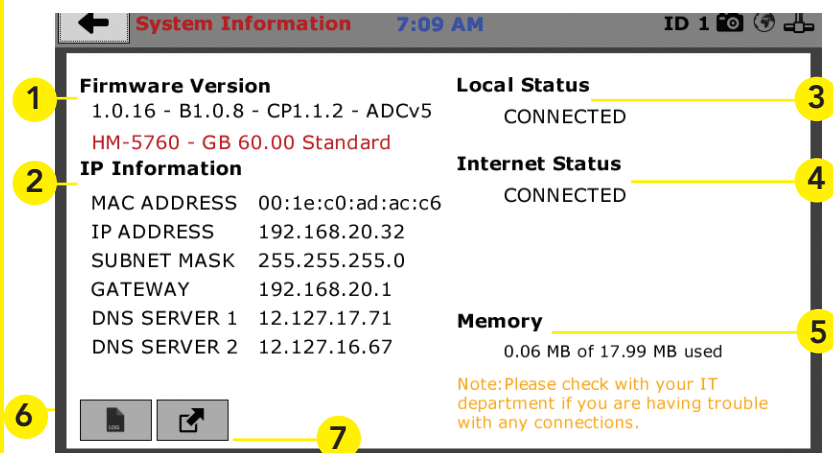 System Information 7:09 AM ID 1
Firmware Version
1.0.16 - B1.0.8 - CP1.1.2 - ADCv5
HM-5760 - GB 60.00 Standard
IP Information
MAC ADDRESS 00:1e:c0:ad:ac:c6
IP ADDRESS 192.168.20.32
SUBNET MASK 255.255.255.0
GATEWAY 192.168.20.1
DNS SERVER 1 12.127.17.71
DNS SERVER 2 12.127.16.67
Local Status
CONNECTED
Internet Status
CONNECTED
Memory
0.06 MB of 17.99 MB used
Note:Please check with your IT
department if you are having trouble
with any connections.
LOG
1
2
3
4
5
6
7